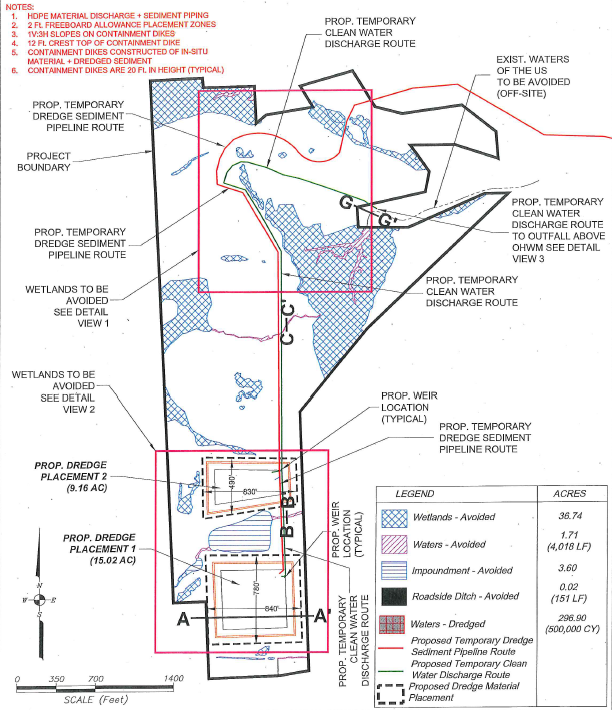 NOTES:
1. HDPE MATERIAL DISCHARGE + SEDIMENT PIPING
2. 2 Ft. FREEBOARD ALLOWANCE PLACEMENT ZONES
3. 1V:3H SLOPES ON CONTAINMENT DIKES
4. 12 FT. CREST TOP OF CONTAINMENT DIKE
5. CONTAINMENT DIKES CONSTRUCTED OF IN-SITU
MATERIAL + DREDGED SEDIMENT
6. CONTAINMENT DIKES ARE 20 FT. IN HEIGHT (TYPICAL)
PROP. TEMPORARY
CLEAN WATER
DISCHARGE ROUTE
EXIST. WATERS
OF THE US
TO BE AVOIDED
(OFF-SITE)
PROP. TEMPORARY
DREDGE SEDIMENT
PIPELINE ROUTE
PROJECT
BOUNDARY
PROP. TEMPORARY
DREDGE SEDIMENT
PIPELINE ROUTE
G G'
PROP. TEMPORARY
CLEAN WATER
DISCHARGE ROUTE
TO OUTFALL ABOVE
OHWM SEE DETAIL
VIEW 3
WETLANDS TO BE
AVOIDED
SEE DETAIL
VIEW 1
PROP. TEMPORARY
CLEAN WATER
DISCHARGE ROUTE
C C'
WETLANDS TO BE
AVOIDED
SEE DETAIL
VIEW 2
PROP. WEIR
LOCATION
(TYPICAL)
PROP. TEMPORARY
DREDGE SEDIMENT
PIPELINE ROUTE
PROP. DREDGE
PLACEMENT 2
(9.16 AC)
490'
830'
B B'
PROP. WEIR
LOCATION
(TYPICAL)
PROP. DREDGE
PLACEMENT 1
(15.02 AC)
780'
840'
A A'
PROP. TEMPORARY
CLEAN WATER
DISCHARGE ROUTE
LEGEND ACRES
Wetlands - Avoided 36.74
Waters - Avoided 1.71
(4,018 LF)
Impoundment - Avoided 3.60
Roadside Ditch - Avoided 0.02
(151 LF)
Waters - Dredged 296.90
(500,000 CY)
Proposed Temporary Dredge
Sediment Pipeline Route
Proposed Temporary Clean
Water Discharge Route
Proposed Dredge Material
Placement
N
W E
S
0 350 700 1400
SCALE (Feet)